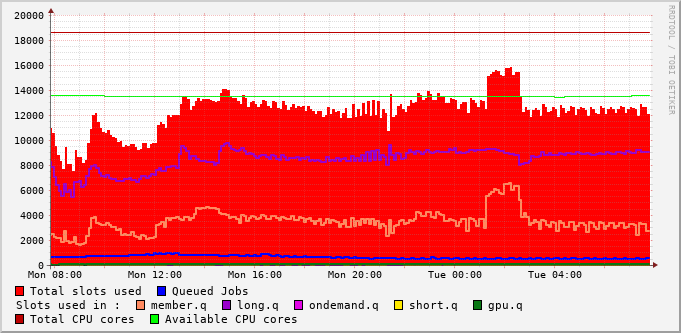 20000
18000
16000
14000
12000
10000
8000
6000
4000
2000
0
Mon 08:00 Mon 12:00 Mon 16:00 Mon 20:00 Tue 00:00 Tue 04:00
RRDTOOL / TOBI OETIKER
Total slots used Queued Jobs
Slots used in : member.q long.q ondemand.q short.q gpu.q
Total CPU cores Available CPU cores